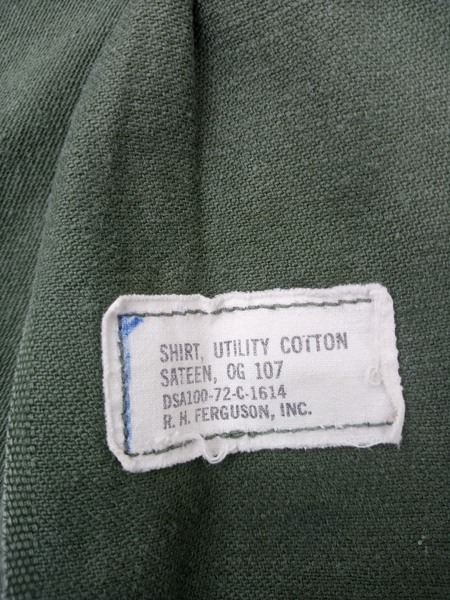 SHIRT, UTILITY COTTON
SATEEN, OG 107
DSA100-72-C-1614
R. H. FERGUSON, INC.